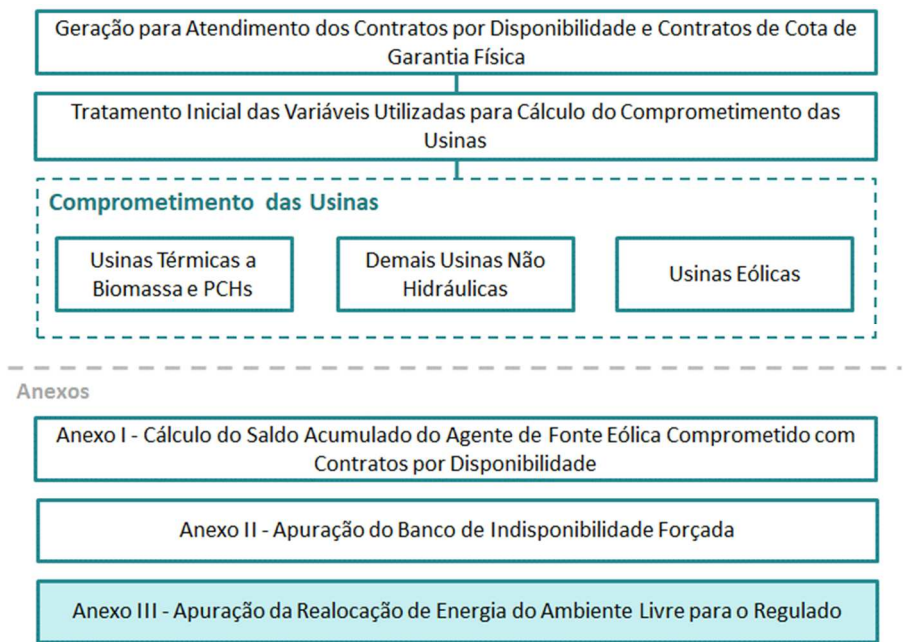 Geração para Atendimento dos Contratos por Disponibilidade e Contratos de Cota de
Garantia Física
Tratamento Inicial das Variáveis Utilizadas para Cálculo do Comprometimento das
Usinas
Comprometimento das Usinas
Usinas Térmicas a
Biomassa e PCHs
Demais Usinas Não
Hidráulicas
Usinas Eólicas
Anexos
Anexo I - Cálculo do Saldo Acumulado do Agente de Fonte Eólica Comprometido com
Contratos por Disponibilidade
Anexo II - Apuração do Banco de Indisponibilidade Forçada
Anexo III - Apuração da Realocação de Energia do Ambiente Livre para o Regulado